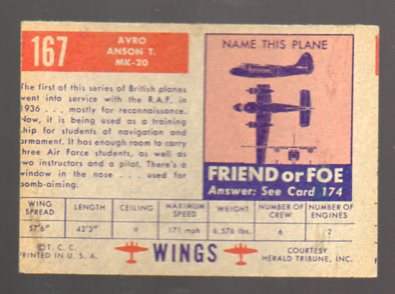 167
AVRO
ANSON T.
MK-20
The first of this series of British planes
went into service with the R.A.F. in
1936 . . . mostly for reconnaissance.
Now, it is being used as a training
ship for students of navigation and
armament. It has enough room to carry
three Air Force students, as well as
two instructors and a pilot. There's a
window in the nose . . . used for
bomb-aiming.
NAME THIS PLANE
FRIEND or FOE
Answer: See Card 174
WING SPREAD LENGTH CEILING MAXIMUM SPEED WEIGHT NUMBER OF CREW NUMBER OF ENGINES
57'6" 42'3" 171 mph 6,576 lbs. 6
©T. C. C.
PRINTED IN U. S. A.
WINGS
COURTESY
HERALD TRIBUNE, INC.